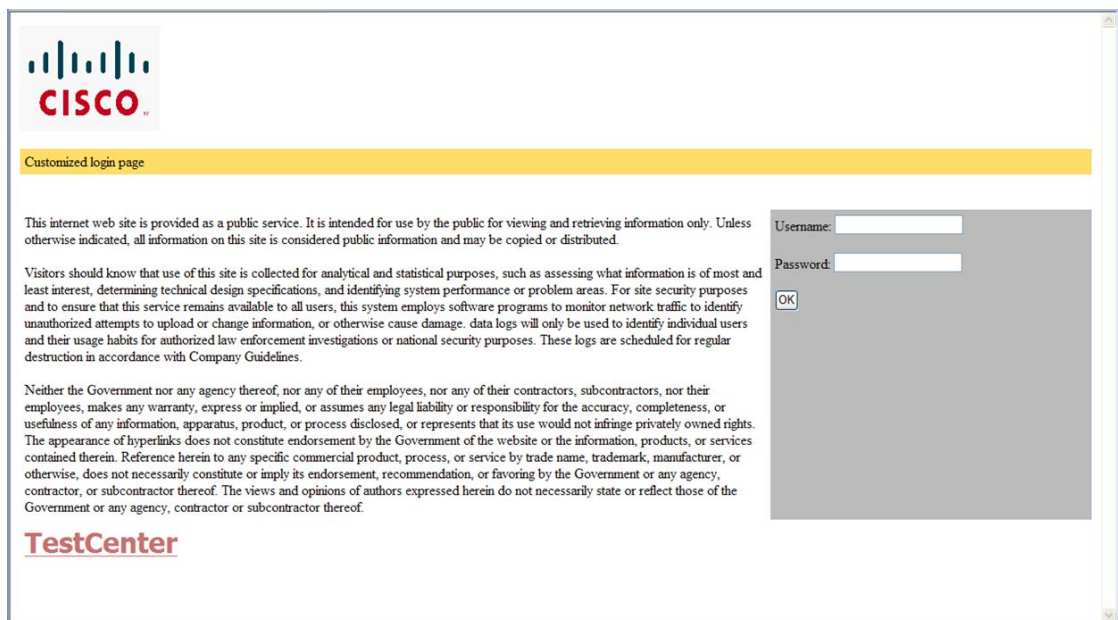 CISCO
Customized login page
This internet web site is provided as a public service. It is intended for use by the public for viewing and retrieving information only. Unless
otherwise indicated, all information on this site is considered public information and may be copied or distributed.
Visitors should know that use of this site is collected for analytical and statistical purposes, such as assessing what information is of most and
least interest, determining technical design specifications, and identifying system performance or problem areas. For site security purposes
and to ensure that this service remains available to all users, this system employs software programs to monitor network traffic to identify
unauthorized attempts to upload or change information, or otherwise cause damage. data logs will only be used to identify individual users
and their usage habits for authorized law enforcement investigations or national security purposes. These logs are scheduled for regular
destruction in accordance with Company Guidelines.
Neither the Government nor any agency thereof, nor any of their employees, nor any of their contractors, subcontractors, nor their
employees, makes any warranty, express or implied, or assumes any legal liability or responsibility for the accuracy, completeness, or
usefulness of any information, apparatus, product, or process disclosed, or represents that its use would not infringe privately owned rights.
The appearance of hyperlinks does not constitute endorsement by the Government of the website or the information, products, or services
contained therein. Reference herein to any specific commercial product, process, or service by trade name, trademark, manufacturer, or
otherwise, does not necessarily constitute or imply its endorsement, recommendation, or favoring by the Government or any agency,
contractor, or subcontractor thereof. The views and opinions of authors expressed herein do not necessarily state or reflect those of the
Government or any agency, contractor or subcontractor thereof.
TestCenter
Username:
Password:
OK